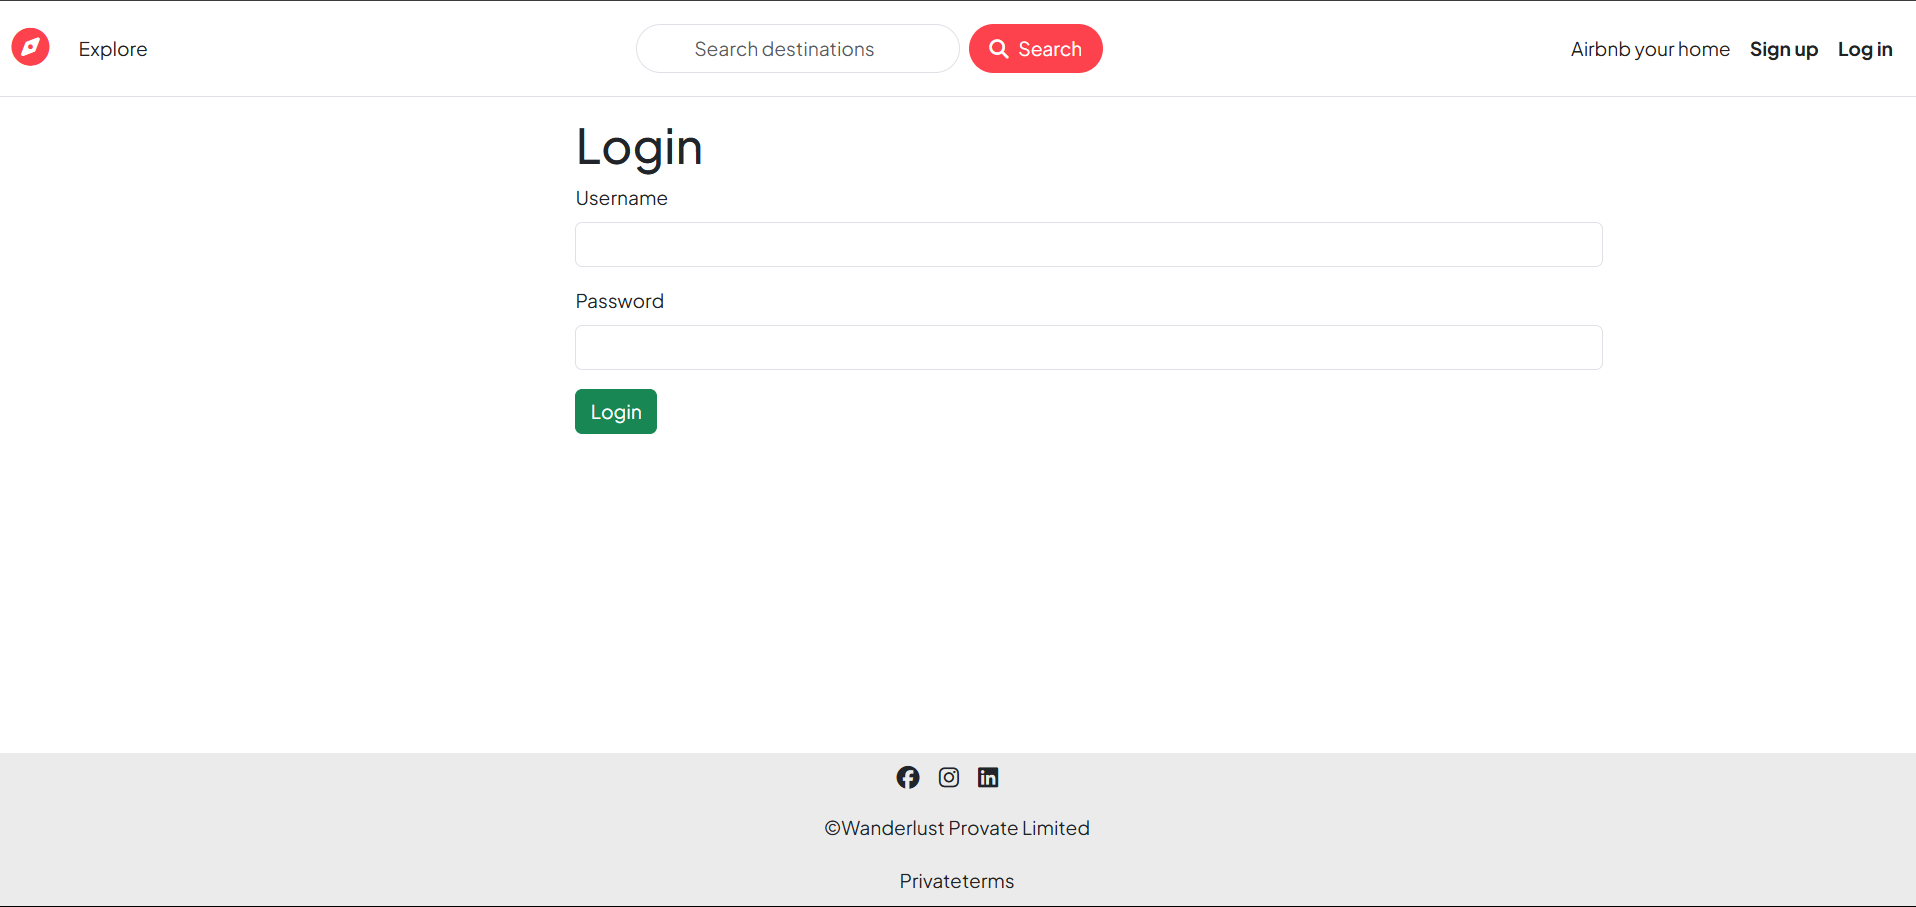 Explore
Search destinations
Search
Airbnb your home
Sign up
Log in
Login
Username
Password
Login
©Wanderlust Provate Limited
Privateterms